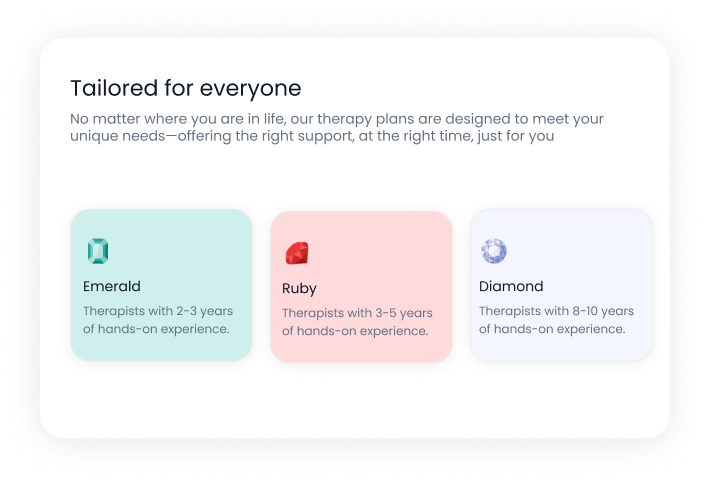 Tailored for everyone
No matter where you are in life, our therapy plans are designed to meet your
unique needs—offering the right support, at the right time, just for you
Emerald
Therapists with 2-3 years
of hands-on experience.
Ruby
Therapists with 3-5 years
of hands-on experience.
Diamond
Therapists with 8-10 years
of hands-on experience.